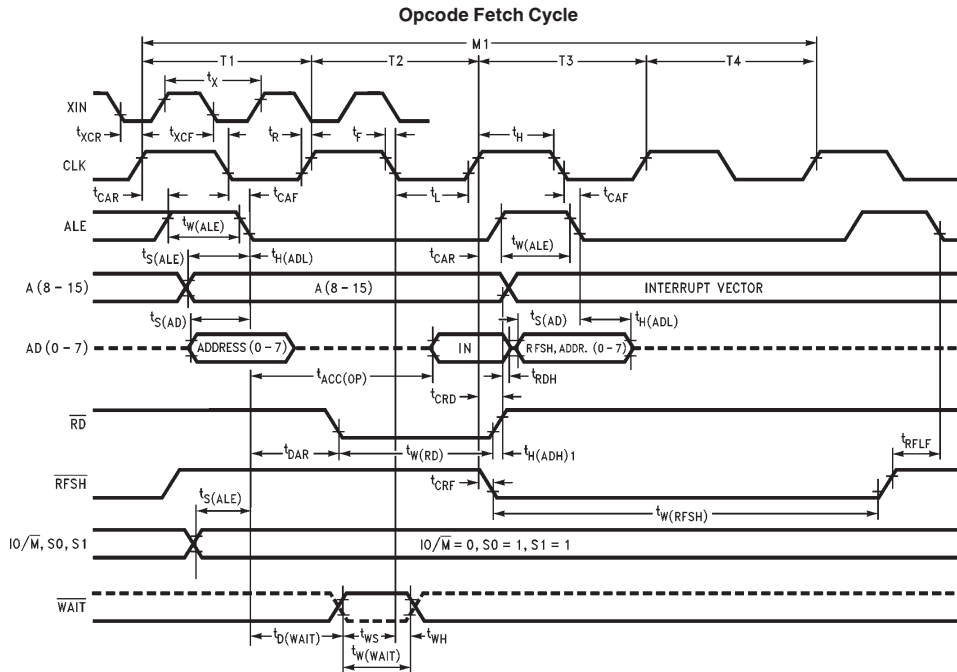 Opcode Fetch Cycle
M1
T1 T2 T3 T4
tX
XIN
tXCR tXCF tR tF tH
CLK
tCAR tCAF tL tCAF
ALE
tW(ALE) tW(ALE)
tS(ALE) tH(ADL) tCAR
A (8 – 15) A (8 – 15) INTERRUPT VECTOR
tS(AD) tS(AD) tH(ADL)
AD (0 – 7) ADDRESS (0 – 7) IN RFSH, ADDR. (0 – 7)
tACC(OP) tRDH
tCRD
RD
tDAR tW(RD) tH(ADH)1 tRFLF
RFSH tCRF
tS(ALE) tW(RFSH)
IO/M, S0, S1 IO/M = 0, S0 = 1, S1 = 1
WAIT
tD(WAIT) tWS tWH
tW(WAIT)